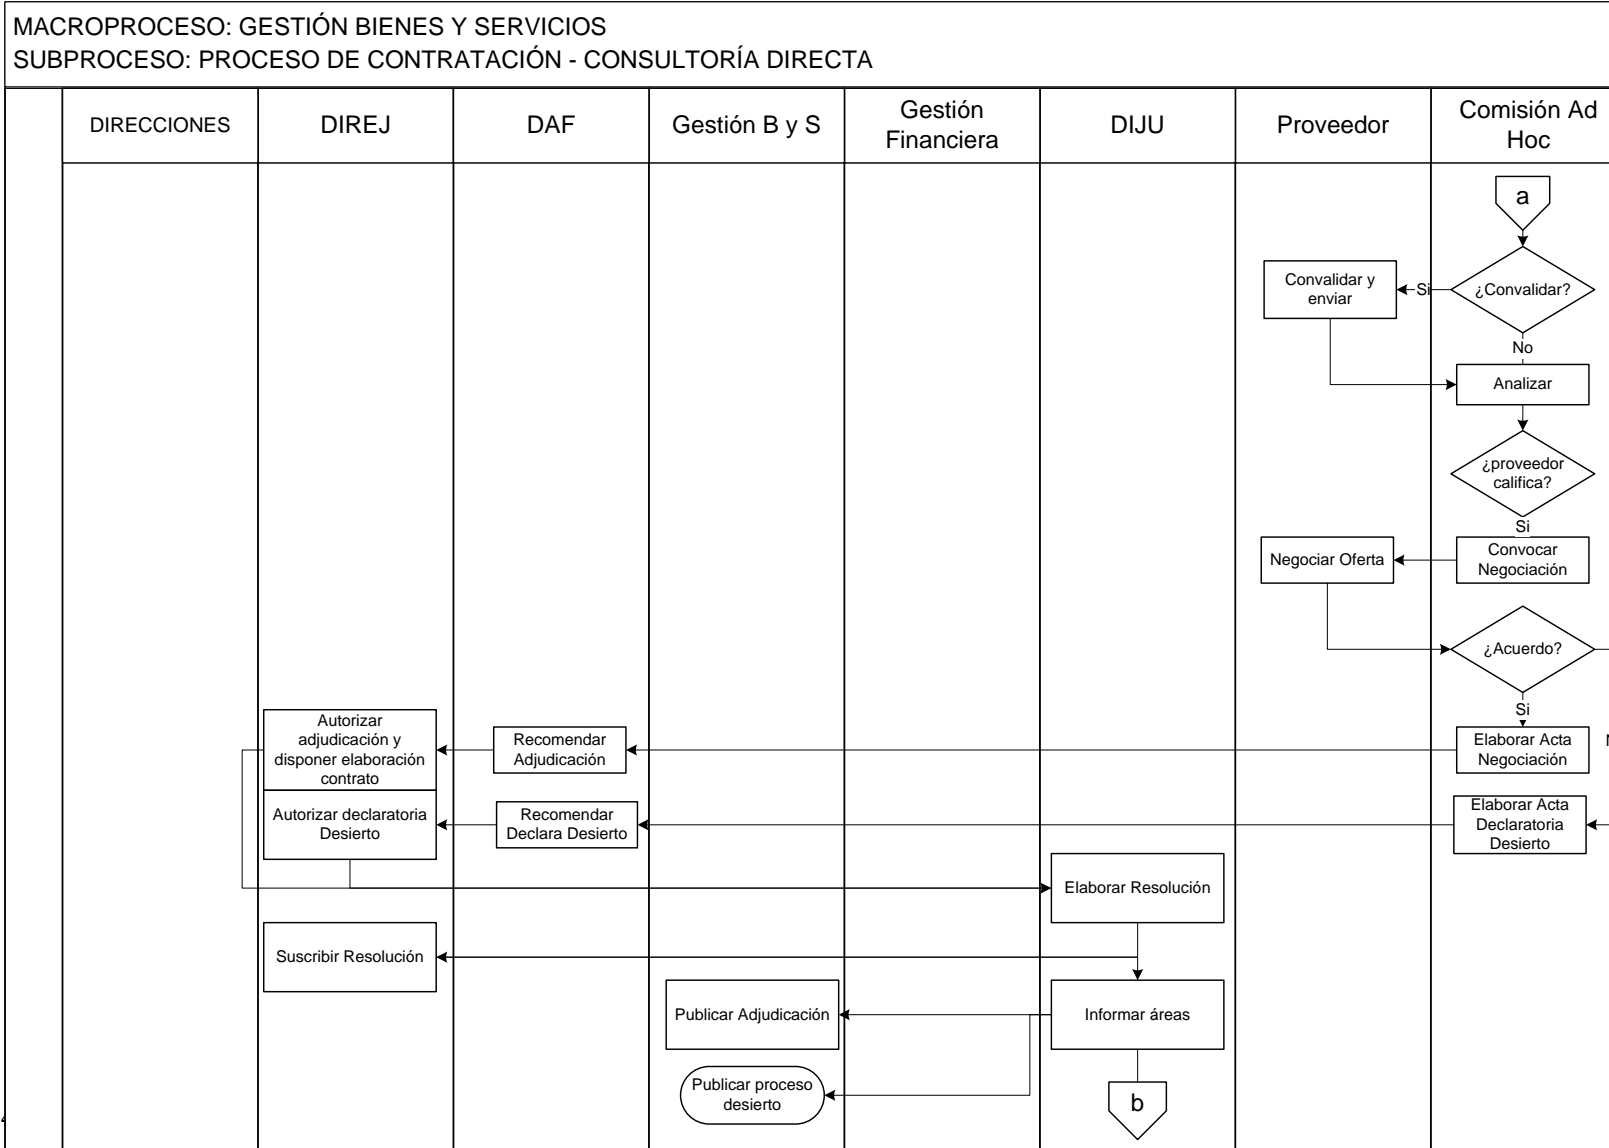 MACROPROCESO: GESTIÓN BIENES Y SERVICIOS
SUBPROCESO: PROCESO DE CONTRATACIÓN - CONSULTORÍA DIRECTA
DIRECCIONES
DIREJ
DAF
Gestión B y S
Gestión
Financiera
DIJU
Proveedor
Comisión Ad
Hoc
a
Convalidar y
enviar
Si
¿Convalidar?
No
Analizar
¿proveedor
califica?
Si
Negociar Oferta
Convocar
Negociación
¿Acuerdo?
Si
Autorizar
adjudicación y
disponer elaboración
contrato
Recomendar
Adjudicación
Elaborar Acta
Negociación
Autorizar declaratoria
Desierto
Recomendar
Declara Desierto
Elaborar Acta
Declaratoria
Desierto
Elaborar Resolución
Suscribir Resolución
Publicar Adjudicación
Informar áreas
Publicar proceso
desierto
b